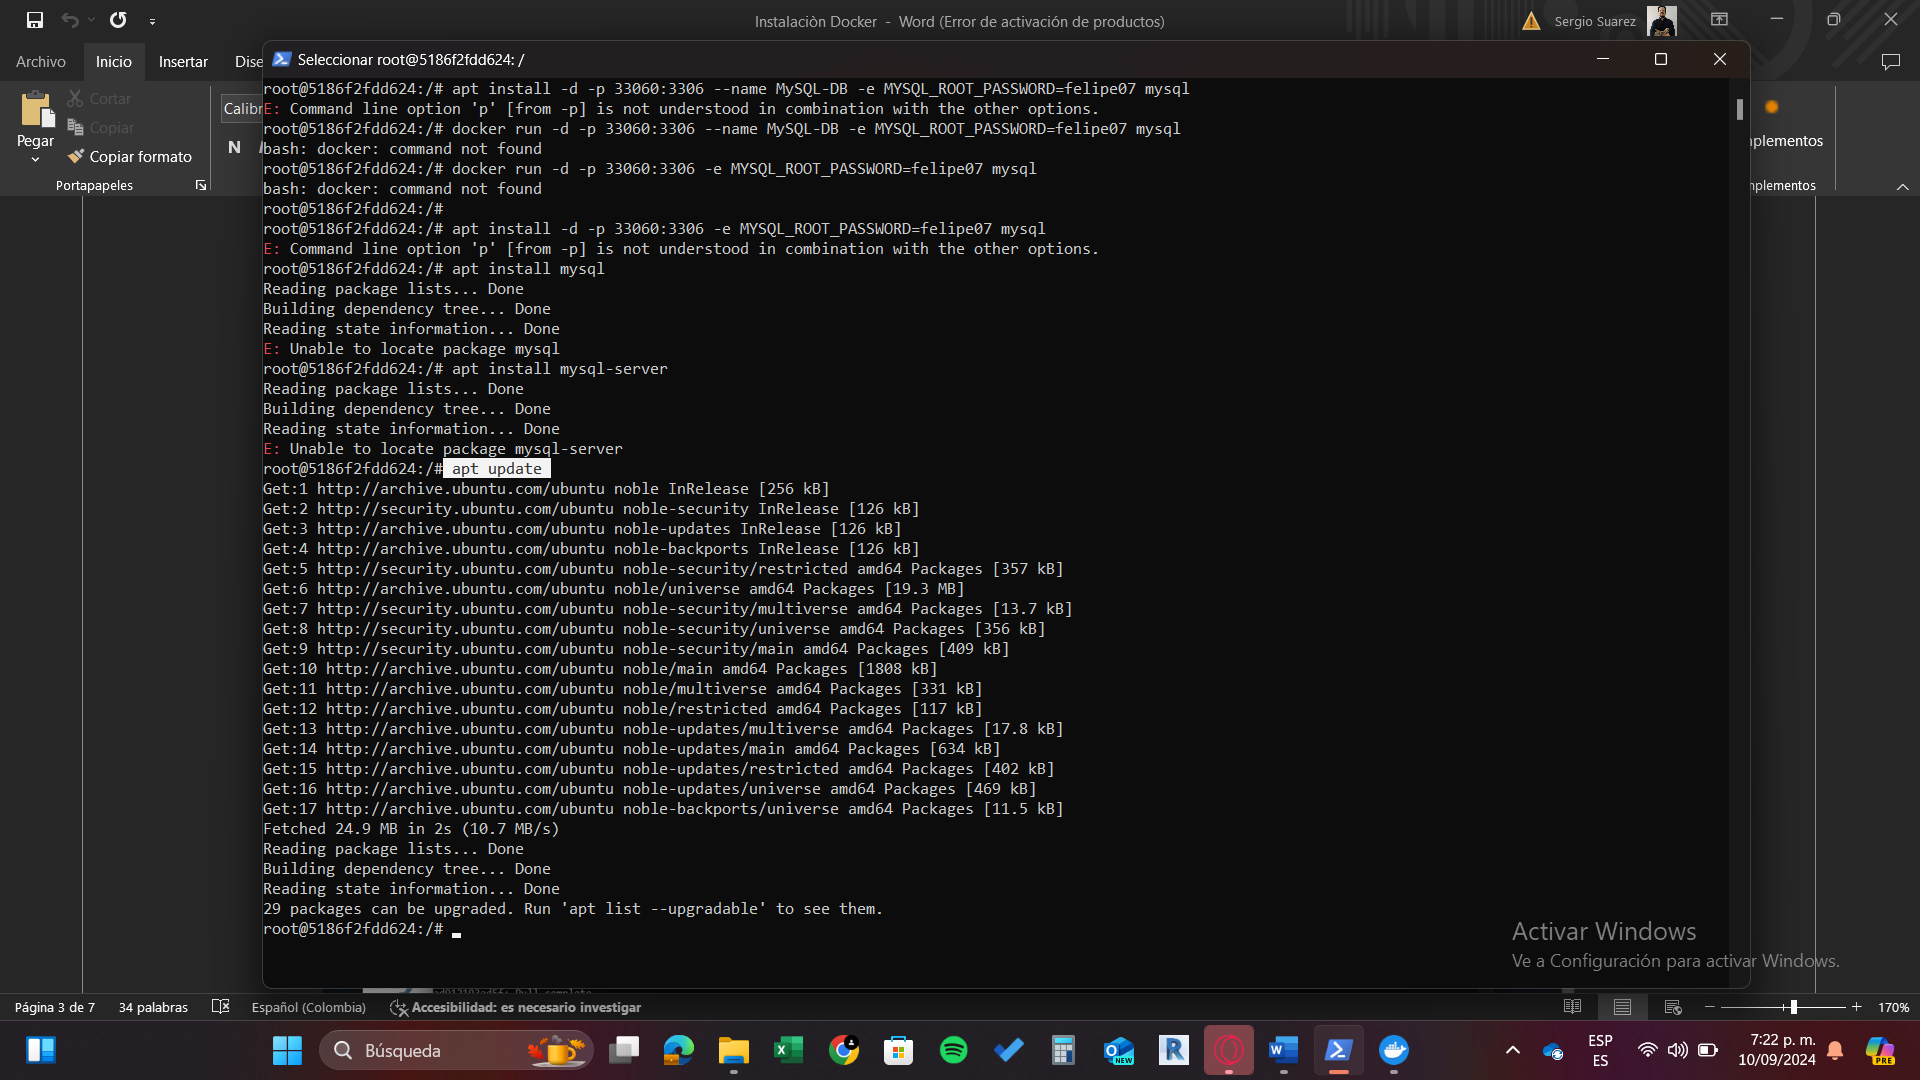 Instalaciòn Docker - Word (Error de activación de productos)
Sergio Suarez
Archivo
Inicio
Insertar
Dise
Seleccionar root@5186f2fdd624: /
Cortar
Copiar
Copiar formato
Pegar
Portapapeles
Calibr
N
plementos
nplementos
root@5186f2fdd624:/# apt install -d -p 33060:3306 --name MySQL-DB -e MYSQL_ROOT_PASSWORD=felipe07 mysql
E: Command line option 'p' [from -p] is not understood in combination with the other options.
root@5186f2fdd624:/# docker run -d -p 33060:3306 --name MySQL-DB -e MYSQL_ROOT_PASSWORD=felipe07 mysql
bash: docker: command not found
root@5186f2fdd624:/# docker run -d -p 33060:3306 -e MYSQL_ROOT_PASSWORD=felipe07 mysql
bash: docker: command not found
root@5186f2fdd624:/#
root@5186f2fdd624:/# apt install -d -p 33060:3306 -e MYSQL_ROOT_PASSWORD=felipe07 mysql
E: Command line option 'p' [from -p] is not understood in combination with the other options.
root@5186f2fdd624:/# apt install mysql
Reading package lists... Done
Building dependency tree... Done
Reading state information... Done
E: Unable to locate package mysql
root@5186f2fdd624:/# apt install mysql-server
Reading package lists... Done
Building dependency tree... Done
Reading state information... Done
E: Unable to locate package mysql-server
root@5186f2fdd624:/# apt update
Get:1 http://archive.ubuntu.com/ubuntu noble InRelease [256 kB]
Get:2 http://security.ubuntu.com/ubuntu noble-security InRelease [126 kB]
Get:3 http://archive.ubuntu.com/ubuntu noble-updates InRelease [126 kB]
Get:4 http://archive.ubuntu.com/ubuntu noble-backports InRelease [126 kB]
Get:5 http://security.ubuntu.com/ubuntu noble-security/restricted amd64 Packages [357 kB]
Get:6 http://archive.ubuntu.com/ubuntu noble/universe amd64 Packages [19.3 MB]
Get:7 http://security.ubuntu.com/ubuntu noble-security/multiverse amd64 Packages [13.7 kB]
Get:8 http://security.ubuntu.com/ubuntu noble-security/universe amd64 Packages [356 kB]
Get:9 http://security.ubuntu.com/ubuntu noble-security/main amd64 Packages [409 kB]
Get:10 http://archive.ubuntu.com/ubuntu noble/main amd64 Packages [1808 kB]
Get:11 http://archive.ubuntu.com/ubuntu noble/multiverse amd64 Packages [331 kB]
Get:12 http://archive.ubuntu.com/ubuntu noble/restricted amd64 Packages [117 kB]
Get:13 http://archive.ubuntu.com/ubuntu noble-updates/multiverse amd64 Packages [17.8 kB]
Get:14 http://archive.ubuntu.com/ubuntu noble-updates/main amd64 Packages [634 kB]
Get:15 http://archive.ubuntu.com/ubuntu noble-updates/restricted amd64 Packages [402 kB]
Get:16 http://archive.ubuntu.com/ubuntu noble-updates/universe amd64 Packages [469 kB]
Get:17 http://archive.ubuntu.com/ubuntu noble-backports/universe amd64 Packages [11.5 kB]
Fetched 24.9 MB in 2s (10.7 MB/s)
Reading package lists... Done
Building dependency tree... Done
Reading state information... Done
29 packages can be upgraded. Run 'apt list --upgradable' to see them.
root@5186f2fdd624:/#
Activar Windows
Ve a Configuración para activar Windows.
Página 3 de 7
34 palabras
Español (Colombia)
Accesibilidad: es necesario investigar
170%
Búsqueda
NEW
ESP
ES
7:22 p. m.
10/09/2024
PRE